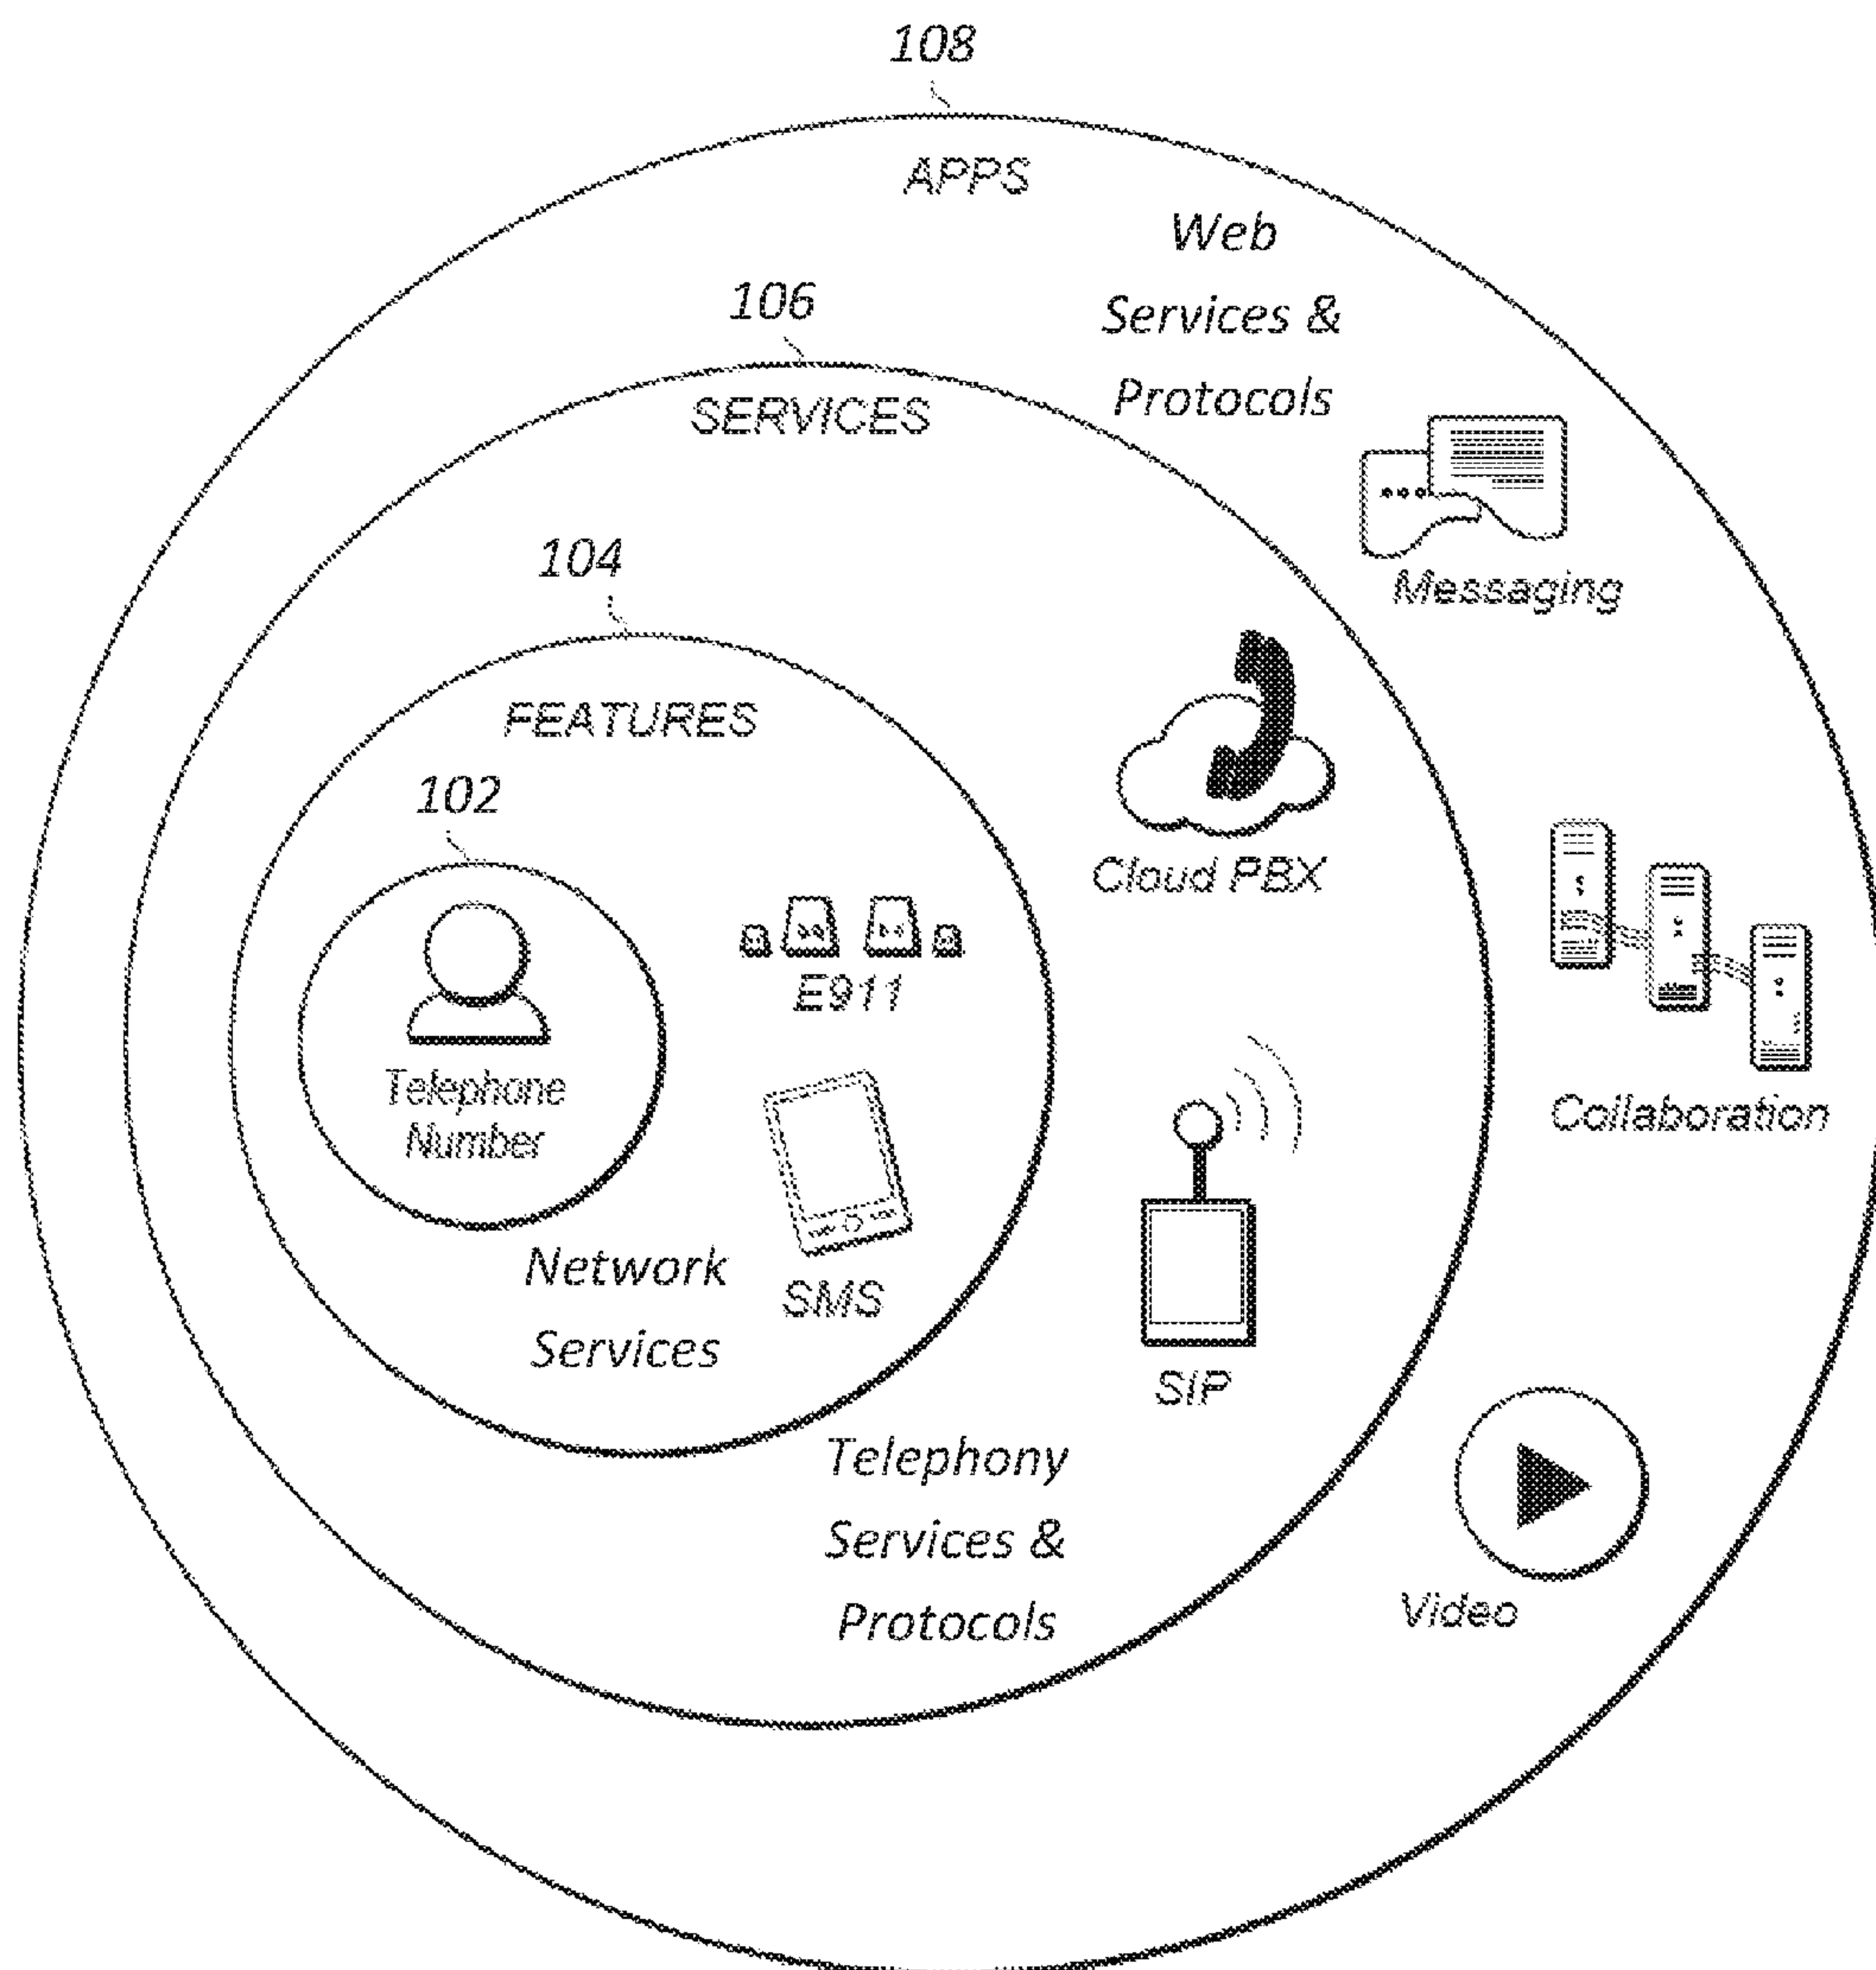 108
APPS
Web
Services &
Protocols
106
SERVICES
Messaging
104
FEATURES
Cloud PBX
102
E911
Telephone
Number
Collaboration
Network
Services
SMS
SIP
Telephony
Services &
Protocols
Video